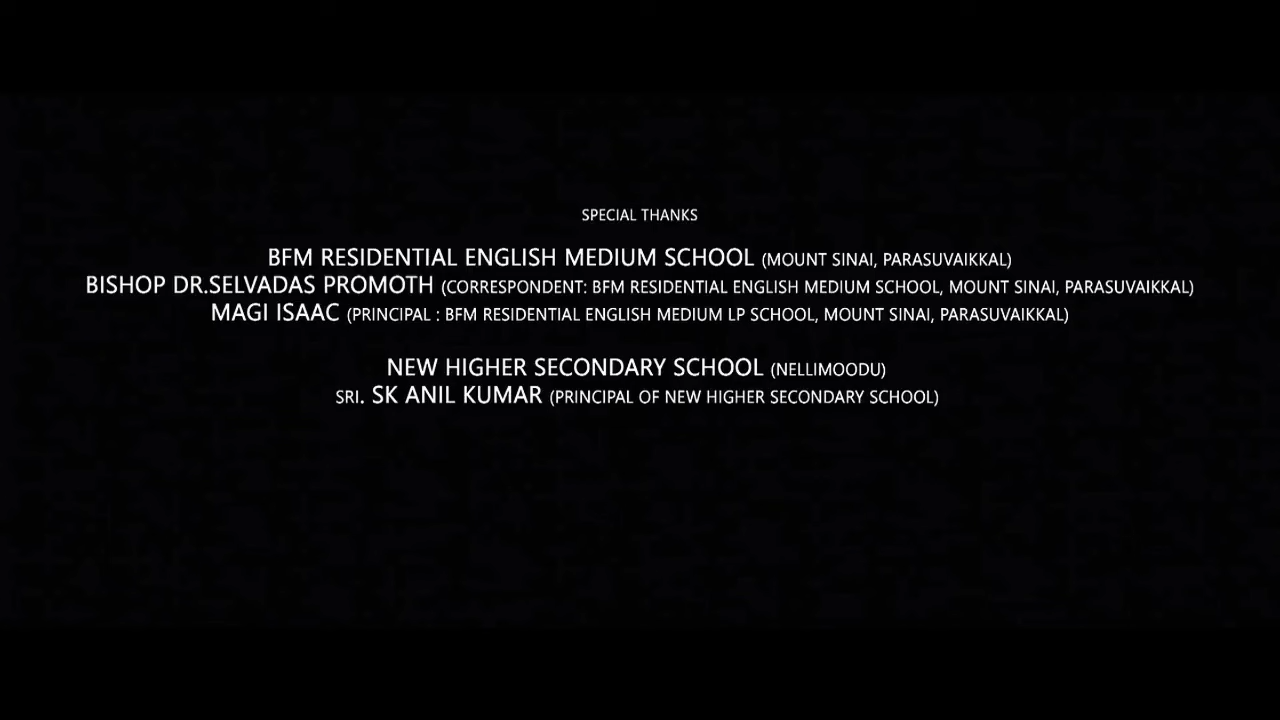 SPECIAL THANKS
BFM RESIDENTIAL ENGLISH MEDIUM SCHOOL (MOUNT SINAI, PARASUVAIKKAL)
BISHOP DR.SELVADAS PROMOTH (CORRESPONDENT: BFM RESIDENTIAL ENGLISH MEDIUM SCHOOL, MOUNT SINAI, PARASUVAIKKAL)
MAGI ISAAC (PRINCIPAL : BFM RESIDENTIAL ENGLISH MEDIUM LP SCHOOL, MOUNT SINAI, PARASUVAIKKAL)
NEW HIGHER SECONDARY SCHOOL (NELLIMOODU)
SRI. SK ANIL KUMAR (PRINCIPAL OF NEW HIGHER SECONDARY SCHOOL)